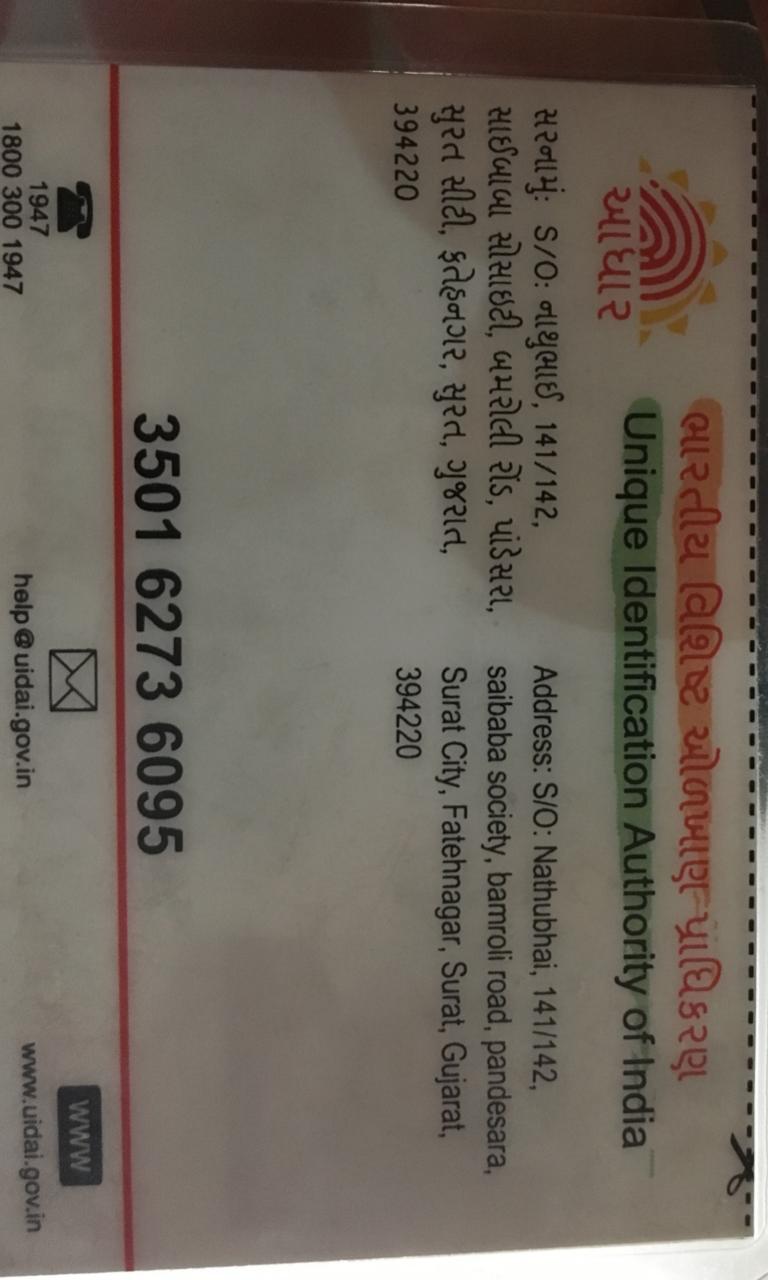 ભારતીય વિશિષ્ટ ઓળખાણ પ્રાધિકરણ
Unique Identification Authority of India
આધાર
સરનામું: S/O: નાથુભાઈ, 141/142,
સાઈબાબા સોસાઇટી, બમરોલી રોડ, પાંડેસરા,
સુરત સીટી, ફતેહનગર, સુરત, ગુજરાત,
394220
Address: S/O: Nathubhai, 141/142,
saibaba society, bamroli road, pandesara,
Surat City, Fatehnagar, Surat, Gujarat,
394220
3501 6273 6095
1947
1800 300 1947
help@uidai.gov.in
WWW
www.uidai.gov.in